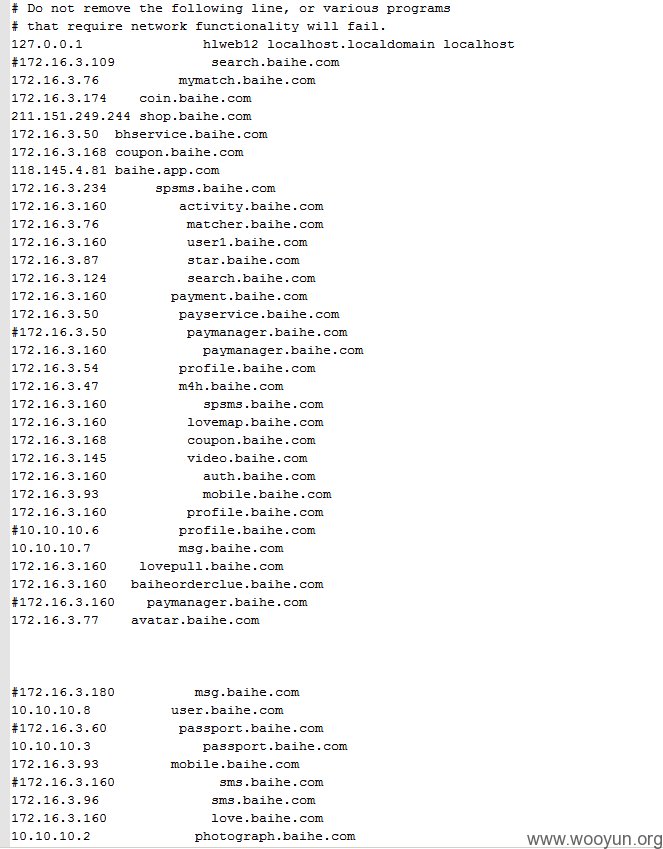 # Do not remove the following line, or various programs
# that require network functionality will fail.
127.0.0.1 hlweb12 localhost.localdomain localhost
#172.16.3.109 search.baihe.com
172.16.3.76 mymatch.baihe.com
172.16.3.174 coin.baihe.com
211.151.249.244 shop.baihe.com
172.16.3.50 bhservice.baihe.com
172.16.3.168 coupon.baihe.com
118.145.4.81 baihe.app.com
172.16.3.234 spsms.baihe.com
172.16.3.160 activity.baihe.com
172.16.3.76 matcher.baihe.com
172.16.3.160 user1.baihe.com
172.16.3.87 star.baihe.com
172.16.3.124 search.baihe.com
172.16.3.160 payment.baihe.com
172.16.3.50 payservice.baihe.com
#172.16.3.50 paymanager.baihe.com
172.16.3.160 paymanager.baihe.com
172.16.3.54 profile.baihe.com
172.16.3.47 m4h.baihe.com
172.16.3.160 spsms.baihe.com
172.16.3.160 lovemap.baihe.com
172.16.3.168 coupon.baihe.com
172.16.3.145 video.baihe.com
172.16.3.160 auth.baihe.com
172.16.3.93 mobile.baihe.com
172.16.3.160 profile.baihe.com
#10.10.10.6 profile.baihe.com
10.10.10.7 msg.baihe.com
172.16.3.160 lovepull.baihe.com
172.16.3.160 baiheorderclue.baihe.com
#172.16.3.160 paymanager.baihe.com
172.16.3.77 avatar.baihe.com
#172.16.3.180 msg.baihe.com
10.10.10.8 user.baihe.com
#172.16.3.60 passport.baihe.com
10.10.10.3 passport.baihe.com
172.16.3.93 mobile.baihe.com
#172.16.3.160 sms.baihe.com
172.16.3.96 sms.baihe.com
172.16.3.160 love.baihe.com
10.10.10.2 photograph.baihe.com
www.wooyun.org